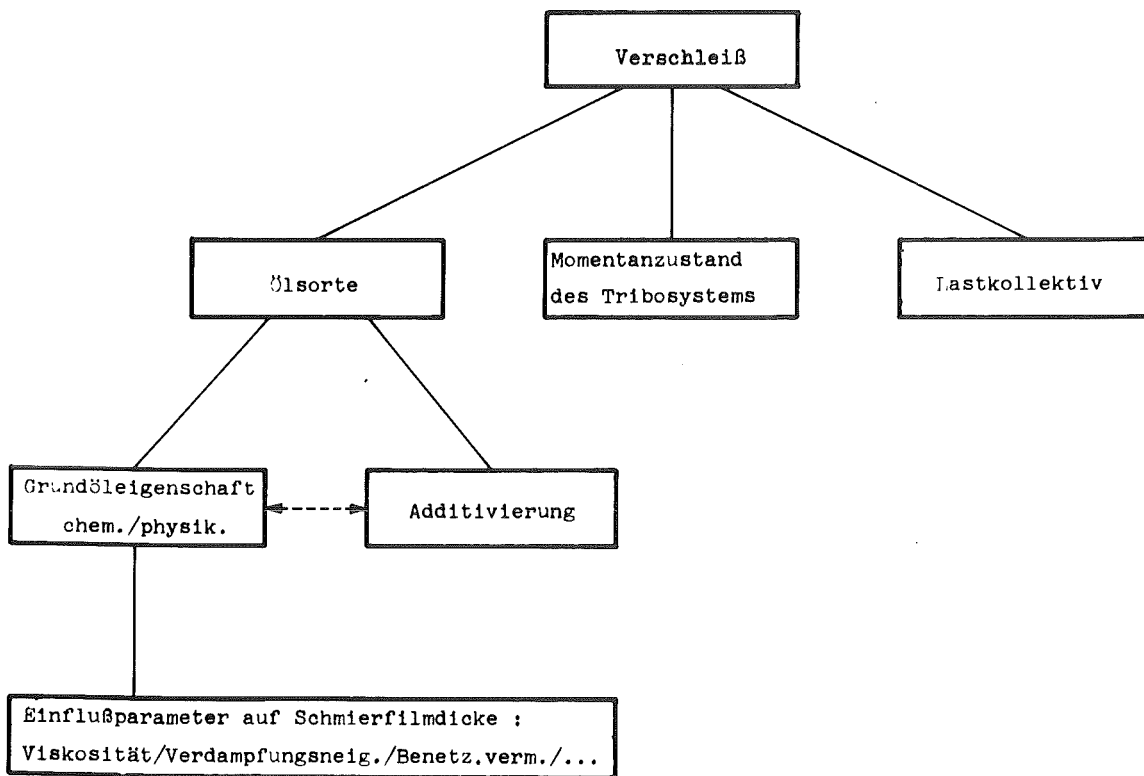 Verschleiß
Ölsorte
Momentanzustand
des Tribosystems
Lastkollektiv
Grundöleigenschaft
chem./physik.
Additivierung
Einflußparameter auf Schmierfilmdicke :
Viskosität/Verdampfungsneig./Benetz.verm./...